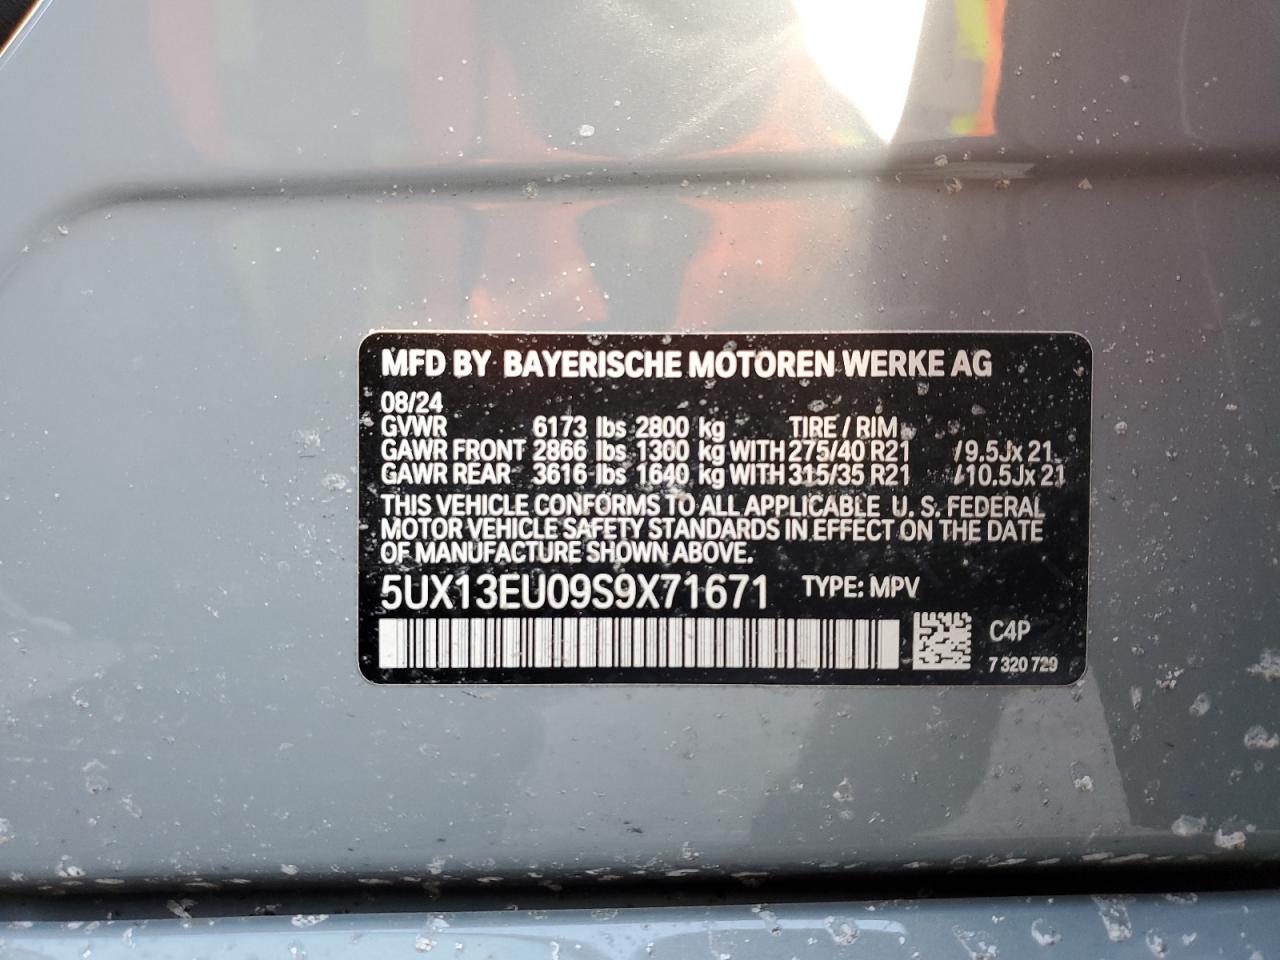 MFD BY BAYERISCHE MOTOREN WERKE AG
08/24
GVWR 6173 lbs 2800 kg TIRE / RIM
GAWR FRONT 2866 lbs 1300 kg WITH 275/40 R21 /9.5Jx 21
GAWR REAR 3616 lbs 1640 kg WITH 315/35 R21 /10.5Jx 21
THIS VEHICLE CONFORMS TO ALL APPLICABLE U. S. FEDERAL
MOTOR VEHICLE SAFETY STANDARDS IN EFFECT ON THE DATE
OF MANUFACTURE SHOWN ABOVE.
5UX13EU09S9X71671 TYPE: MPV
C4P
7 320 729